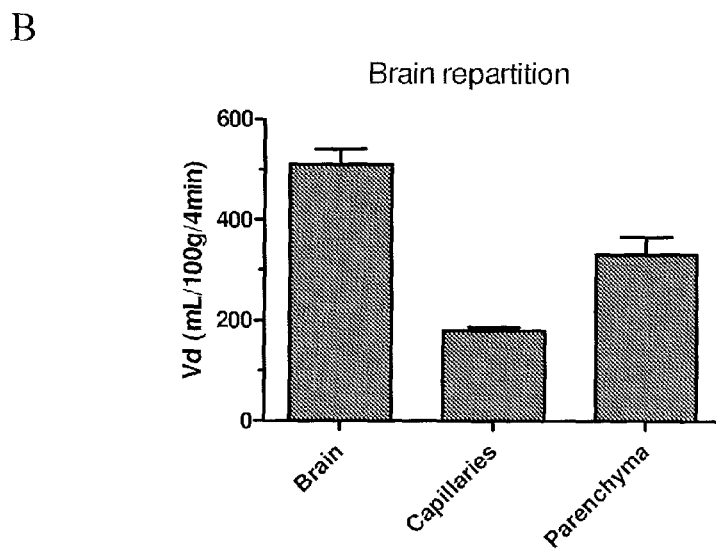 B
Brain repartition
600
400
200
0
Vd (mL/100g/4min)
Brain
Capillaries
Parenchyma